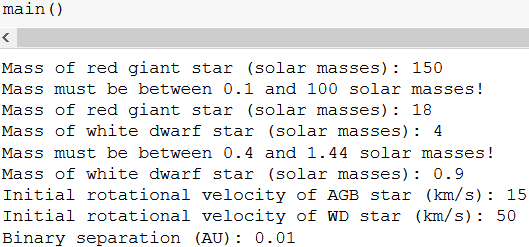 main()
<
Mass of red giant star (solar masses): 150
Mass must be between 0.1 and 100 solar masses!
Mass of red giant star (solar masses): 18
Mass of white dwarf star (solar masses): 4
Mass must be between 0.4 and 1.44 solar masses!
Mass of white dwarf star (solar masses): 0.9
Initial rotational velocity of AGB star (km/s): 15
Initial rotational velocity of WD star (km/s): 50
Binary separation (AU): 0.01